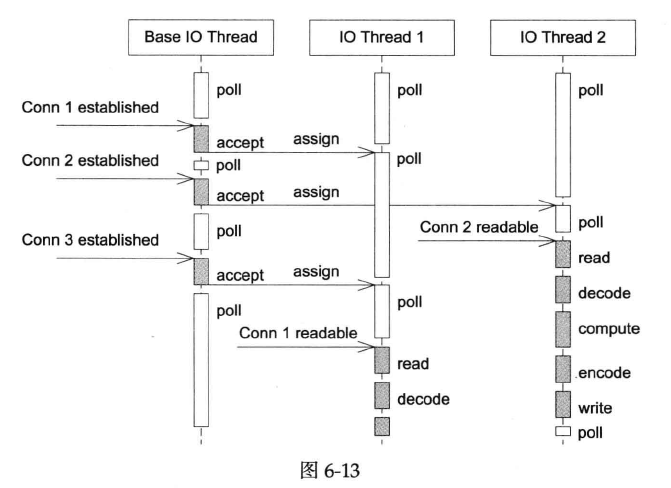 Base IO Thread
IO Thread 1
IO Thread 2
poll
poll
poll
Conn 1 established
accept
assign
poll
Conn 2 established
poll
accept
assign
Conn 2 readable
poll
Conn 3 established
poll
read
accept
assign
decode
poll
poll
compute
Conn 1 readable
read
encode
decode
write
poll
图 6-13